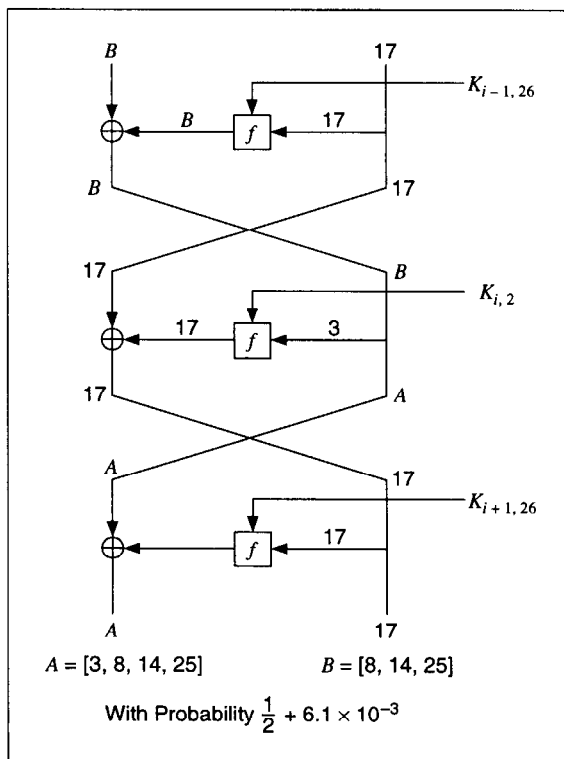 B
17
K_{i-1, 26}
B
f
17
B
17
17
B
K_{i, 2}
17
f
3
17
A
A
17
K_{i+1, 26}
f
17
A
17
A = [3, 8, 14, 25]
B = [8, 14, 25]
With Probability 1/2 + 6.1 × 10^{-3}